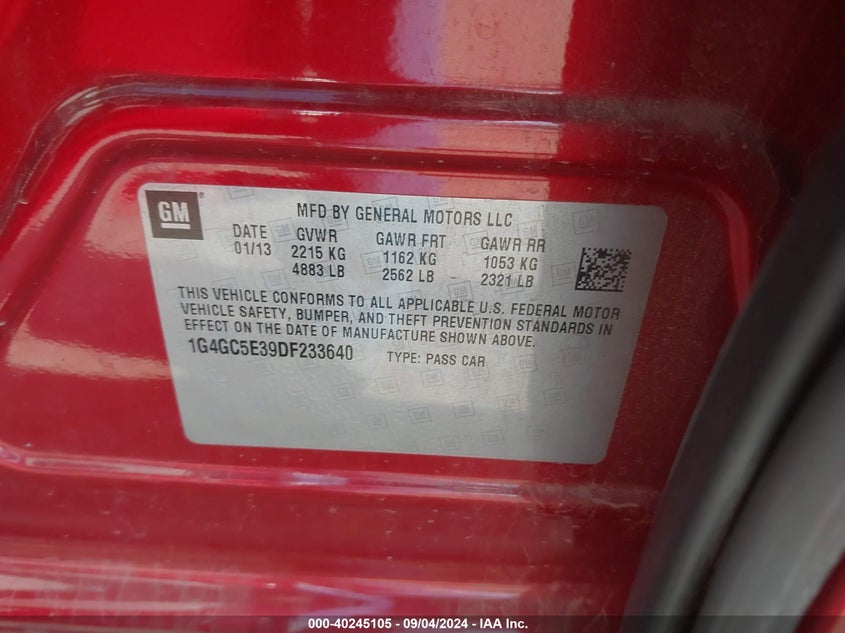 GM ®
MFD BY GENERAL MOTORS LLC
DATE GVWR GAWR FRT GAWR RR
01/13 2215 KG 1162 KG 1053 KG
4883 LB 2562 LB 2321 LB
THIS VEHICLE CONFORMS TO ALL APPLICABLE U.S. FEDERAL MOTOR
VEHICLE SAFETY, BUMPER, AND THEFT PREVENTION STANDARDS IN
EFFECT ON THE DATE OF MANUFACTURE SHOWN ABOVE.
1G4GC5E39DF233640 TYPE: PASS CAR
000-40245105 - 09/04/2024 - IAA Inc.